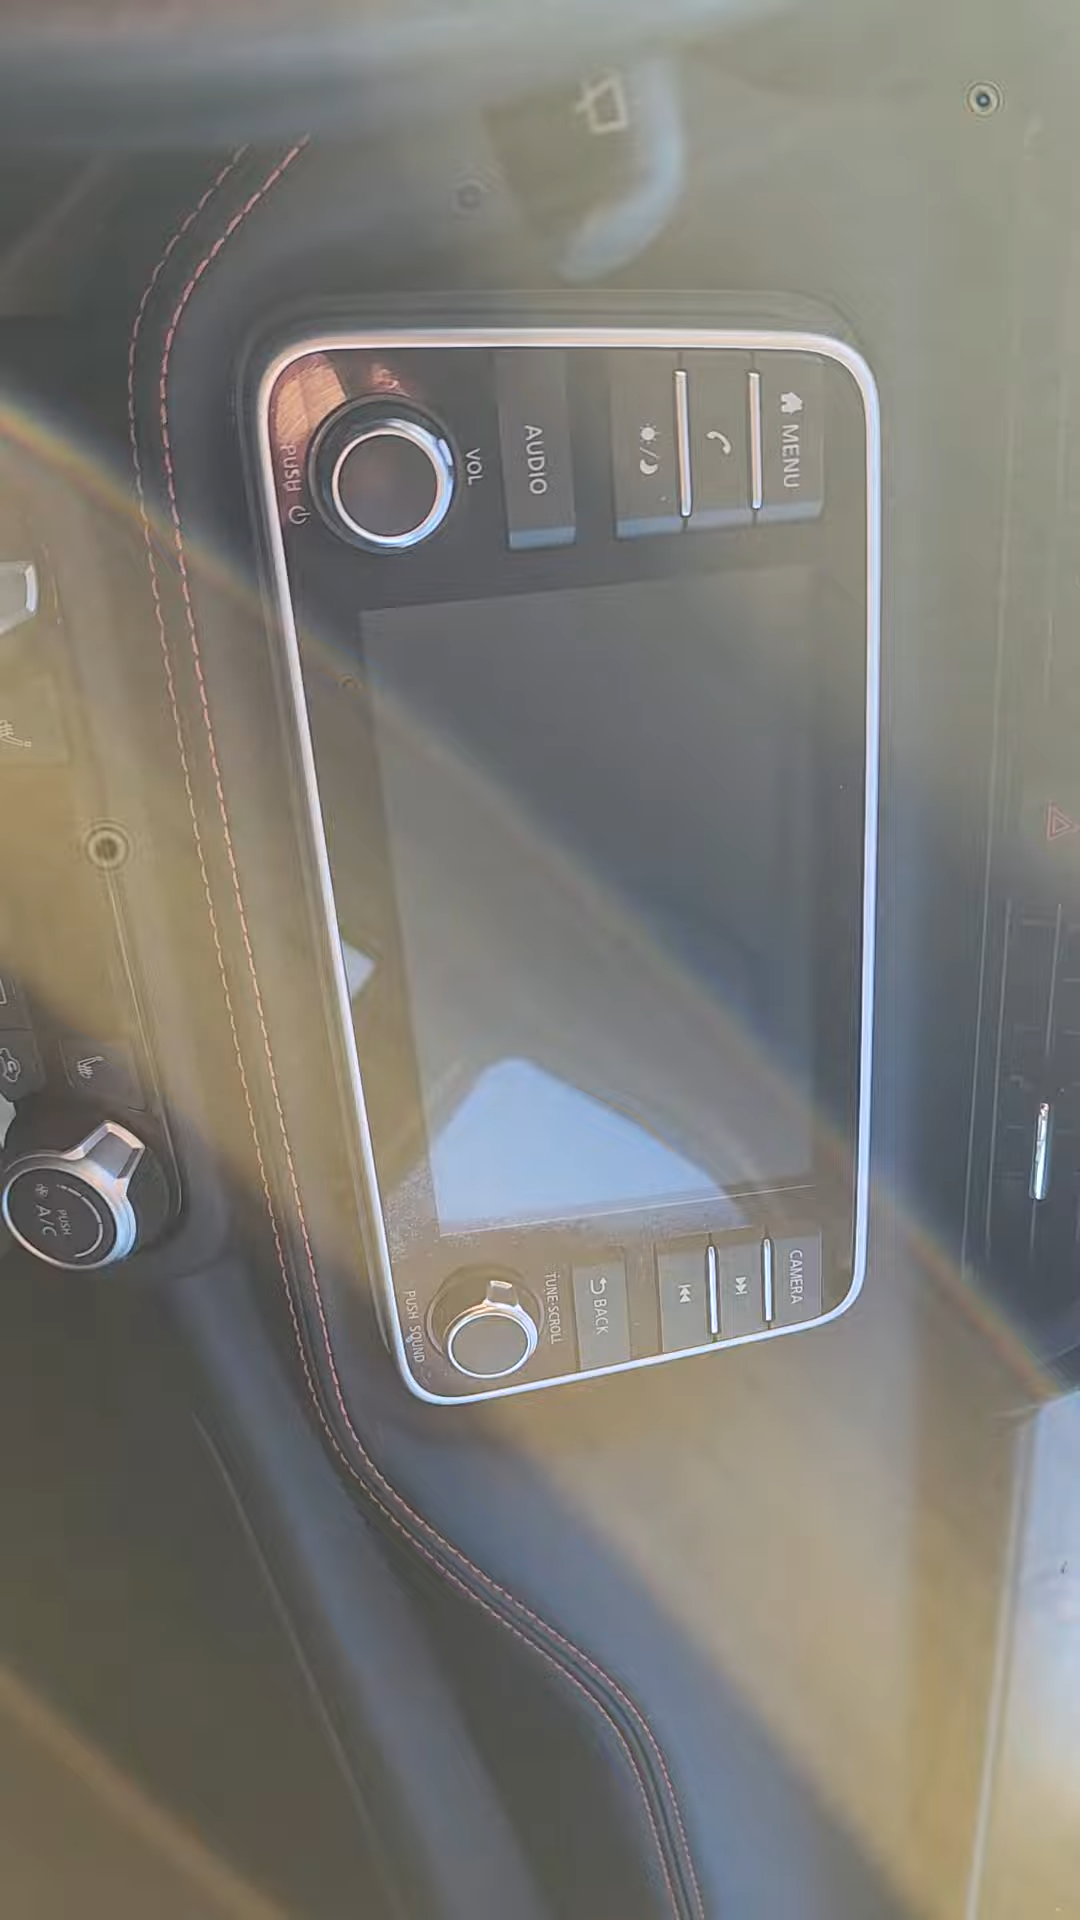 MENU
AUDIO
VOL
PUSH
CAMERA
BACK
TUNE·SCROLL
PUSH SOUND
PUSH
A/C